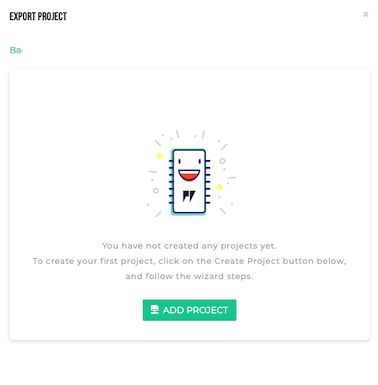 EXPORT PROJECT
×
Ba
You have not created any projects yet.
To create your first project, click on the Create Project button below,
and follow the wizard steps.
ADD PROJECT